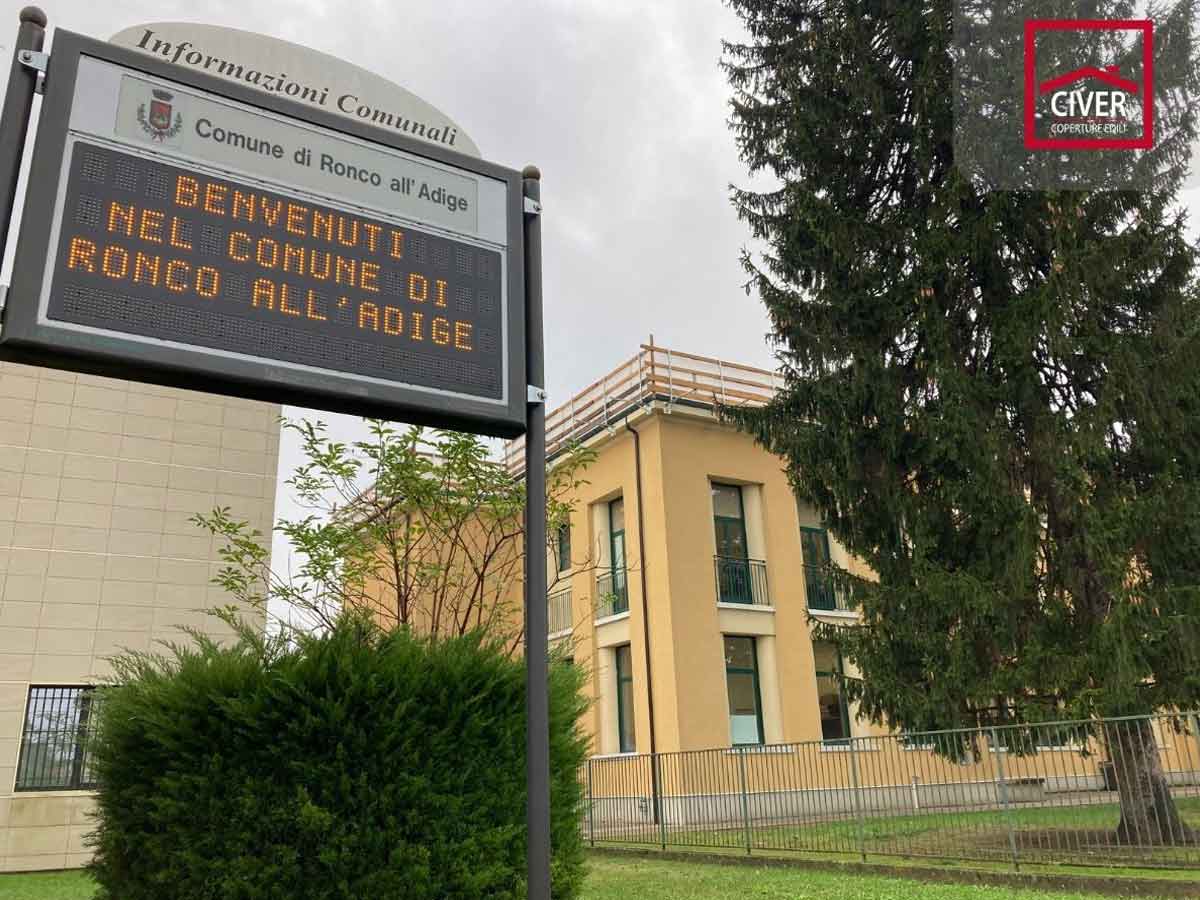 Informazioni Comunali
Comune di Ronco all'Adige
BENVENUTI
NEL COMUNE DI
RONCO ALL'ADIGE
CIVER
COPERTURE EDILI